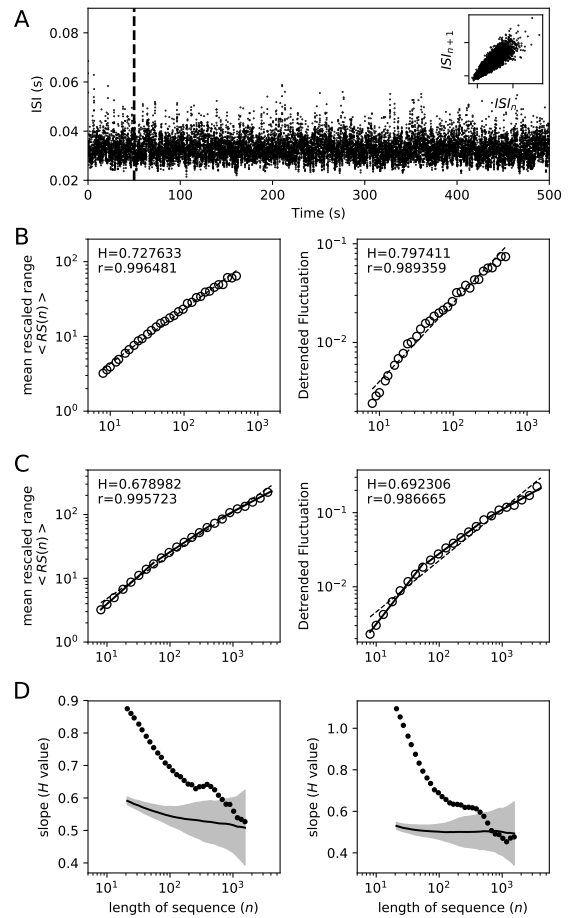 A
0.08
0.06
0.04
0.02
ISI (s)
ISI_{n+1}
ISI_n
0
100
200
300
400
500
Time (s)
B
H=0.727633
r=0.996481
mean rescaled range
< RS(n) >
10^2
10^1
10^0
10^1
10^2
10^3
H=0.797411
r=0.989359
Detrended Fluctuation
10^{-1}
10^{-2}
10^1
10^2
10^3
C
H=0.678982
r=0.995723
mean rescaled range
< RS(n) >
10^2
10^1
10^0
10^1
10^2
10^3
H=0.692306
r=0.986665
Detrended Fluctuation
10^{-1}
10^{-2}
10^1
10^2
10^3
D
0.9
0.8
0.7
0.6
0.5
0.4
slope (H value)
10^1
10^2
10^3
length of sequence (n)
1.0
0.8
0.6
0.4
slope (H value)
10^1
10^2
10^3
length of sequence (n)